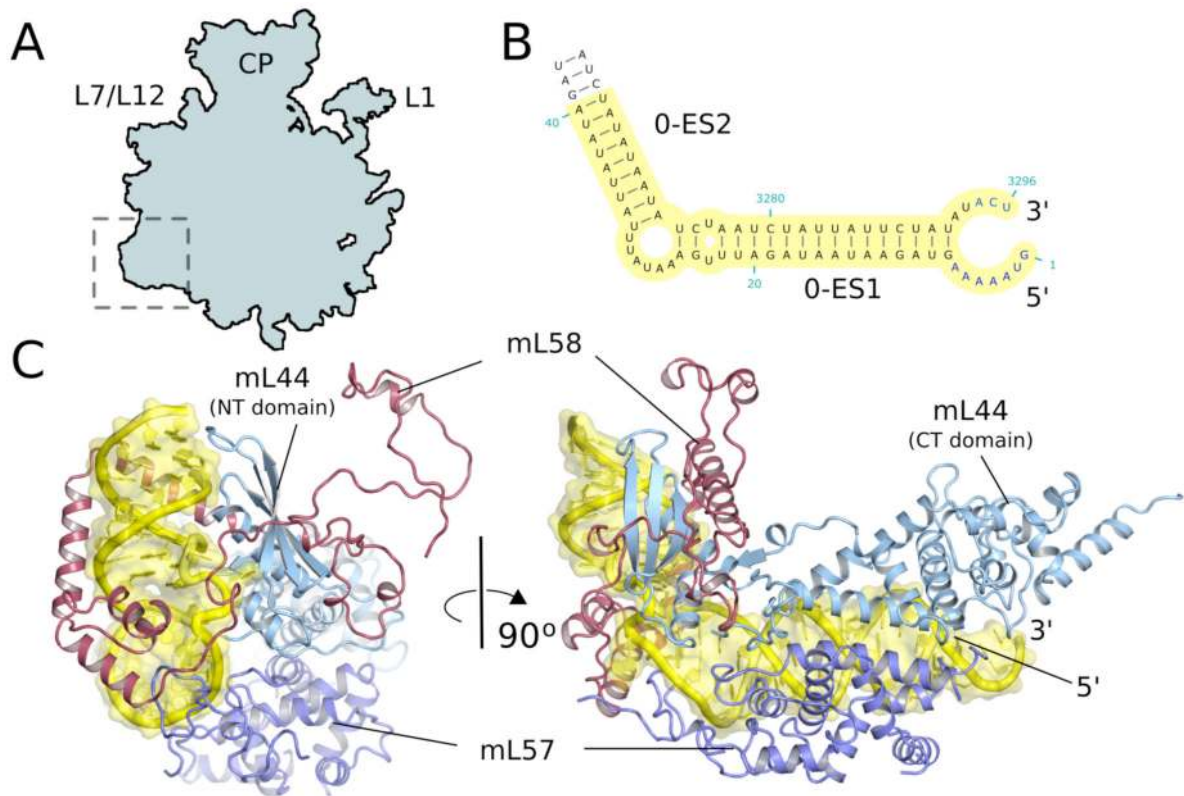 A
CP
L7/L12
L1
B
0-ES2
40
3280
3296
3'
20
0-ES1
1
5'
C
mL58
mL44
(NT domain)
mL44
(CT domain)
90º
3'
5'
mL57